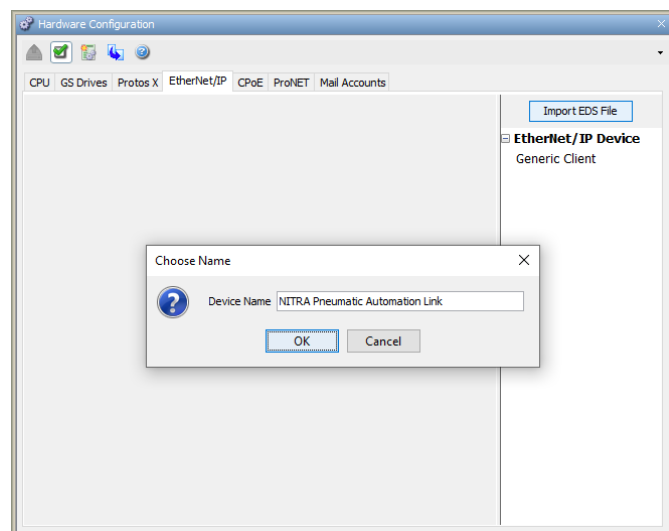 Hardware Configuration
CPU GS Drives Protos X EtherNet/IP CPoE ProNET Mail Accounts
Import EDS File
EtherNet/IP Device
Generic Client
Choose Name
Device Name NITRA Pneumatic Automation Link
OK Cancel